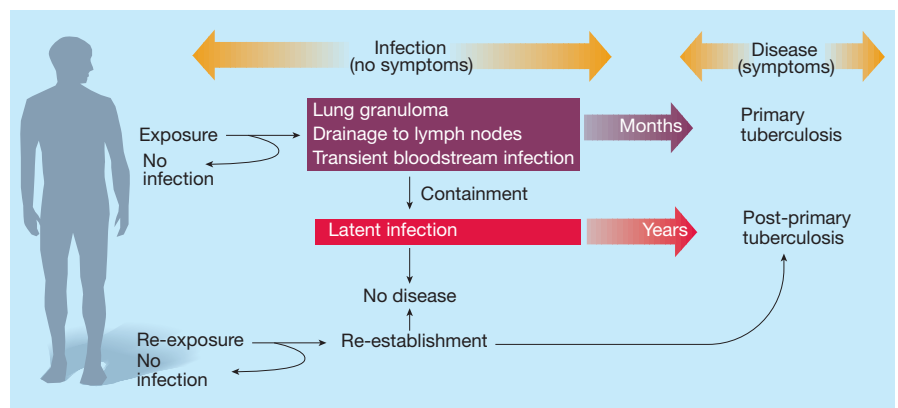 Infection
(no symptoms)
Disease
(symptoms)
Lung granuloma
Drainage to lymph nodes
Transient bloodstream infection
Months
Primary
tuberculosis
Exposure
No
infection
Containment
Latent infection
Years
Post-primary
tuberculosis
No disease
Re-exposure
Re-establishment
No
infection